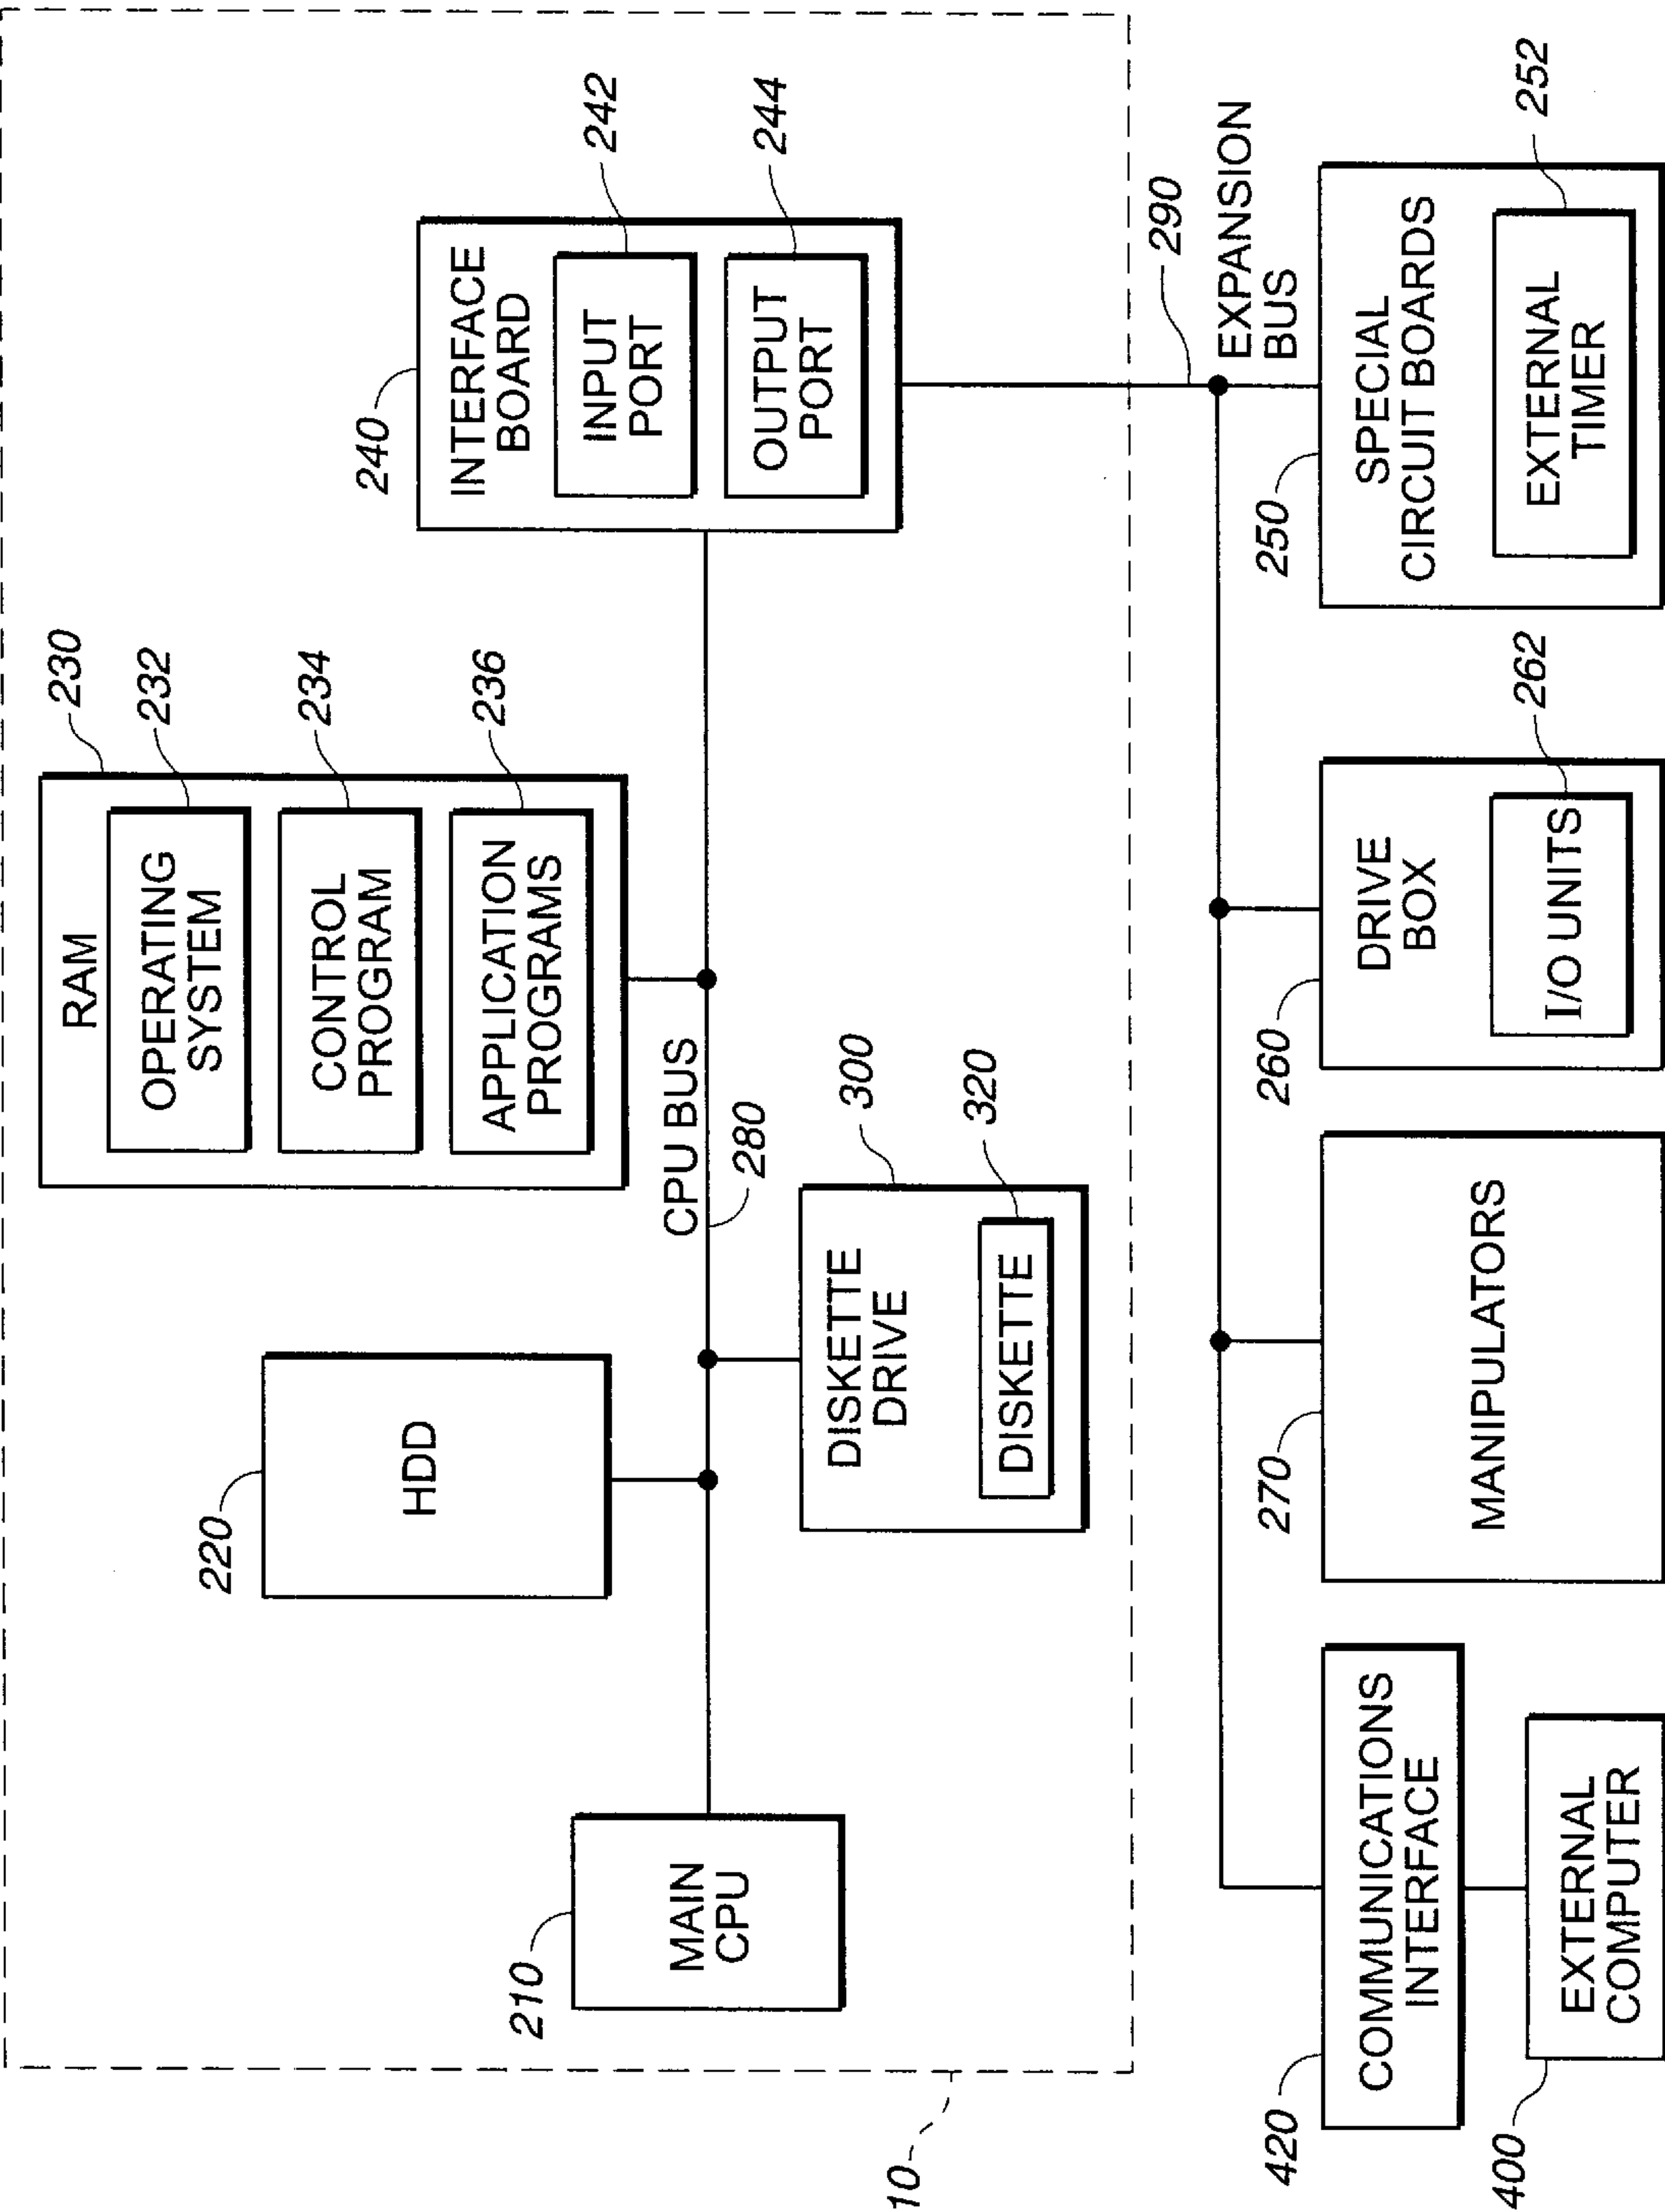 230
RAM
232
OPERATING
SYSTEM
234
CONTROL
PROGRAM
236
APPLICATION
PROGRAMS
220
HDD
240
INTERFACE
BOARD
242
INPUT
PORT
244
OUTPUT
PORT
210
MAIN
CPU
CPU BUS
280
300
DISKETTE
DRIVE
320
DISKETTE
10
290
EXPANSION
BUS
420
COMMUNICATIONS
INTERFACE
400
EXTERNAL
COMPUTER
270
MANIPULATORS
260
DRIVE
BOX
262
I/O UNITS
250
SPECIAL
CIRCUIT BOARDS
252
EXTERNAL
TIMER